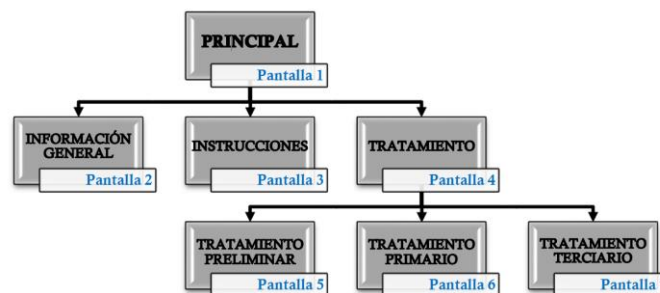 PRINCIPAL
Pantalla 1
INFORMACIÓN
GENERAL
Pantalla 2
INSTRUCCIONES
Pantalla 3
TRATAMIENTO
Pantalla 4
TRATAMIENTO
PRELIMINAR
Pantalla 5
TRATAMIENTO
PRIMARIO
Pantalla 6
TRATAMIENTO
TERCIARIO
Pantalla